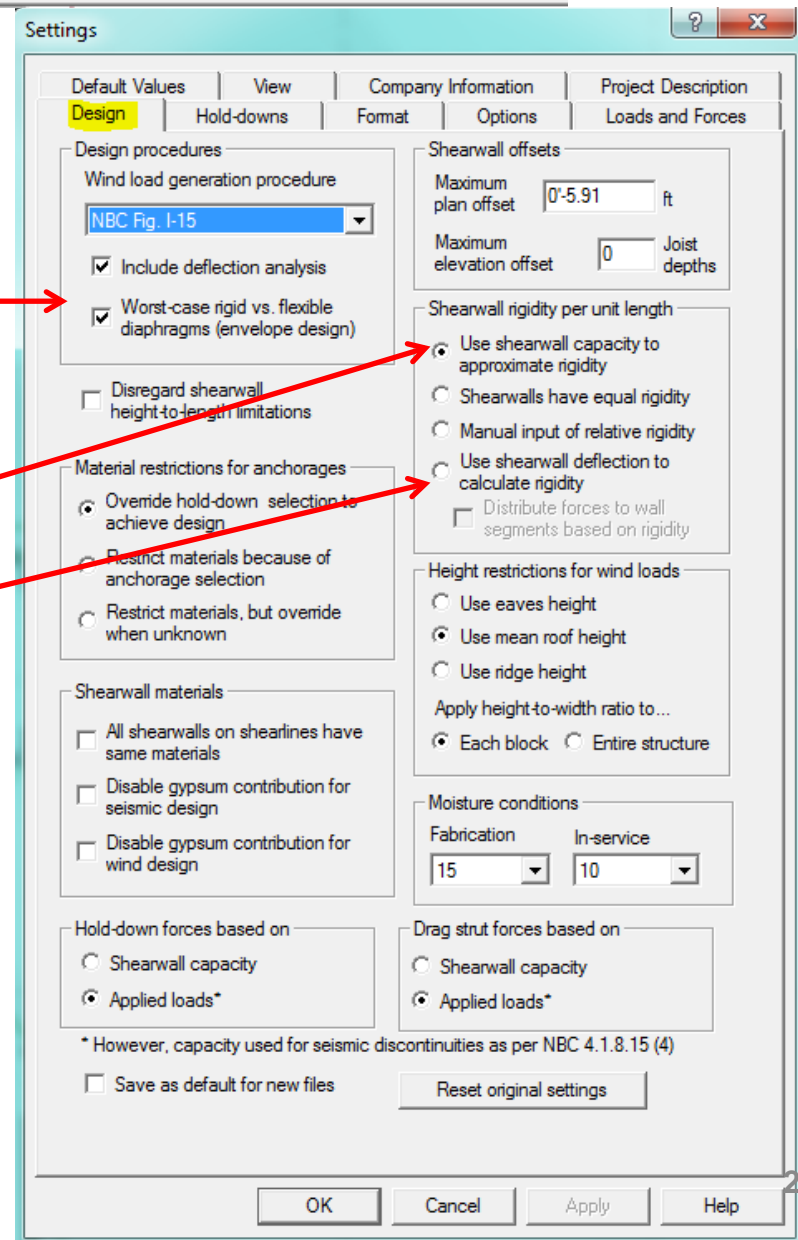 Settings
Default Values View Company Information Project Description
Design Hold-downs Format Options Loads and Forces
Design procedures
Wind load generation procedure
NBC Fig. I-15
Include deflection analysis
Worst-case rigid vs. flexible
diaphragms (envelope design)
Disregard shearwall
height-to-length limitations
Material restrictions for anchorages
Override hold-down selection to
achieve design
Restrict materials because of
anchorage selection
Restrict materials, but override
when unknown
Shearwall materials
All shearwalls on shearlines have
same materials
Disable gypsum contribution for
seismic design
Disable gypsum contribution for
wind design
Hold-down forces based on
Shearwall capacity
Applied loads*
Shearwall offsets
Maximum
plan offset 0'-5.91 ft
Maximum
elevation offset 0 Joist
depths
Shearwall rigidity per unit length
Use shearwall capacity to
approximate rigidity
Shearwalls have equal rigidity
Manual input of relative rigidity
Use shearwall deflection to
calculate rigidity
Distribute forces to wall
segments based on rigidity
Height restrictions for wind loads
Use eaves height
Use mean roof height
Use ridge height
Apply height-to-width ratio to...
Each block Entire structure
Moisture conditions
Fabrication In-service
15 10
Drag strut forces based on
Shearwall capacity
Applied loads*
* However, capacity used for seismic discontinuities as per NBC 4.1.8.15 (4)
Save as default for new files Reset original settings
OK Cancel Apply Help
2